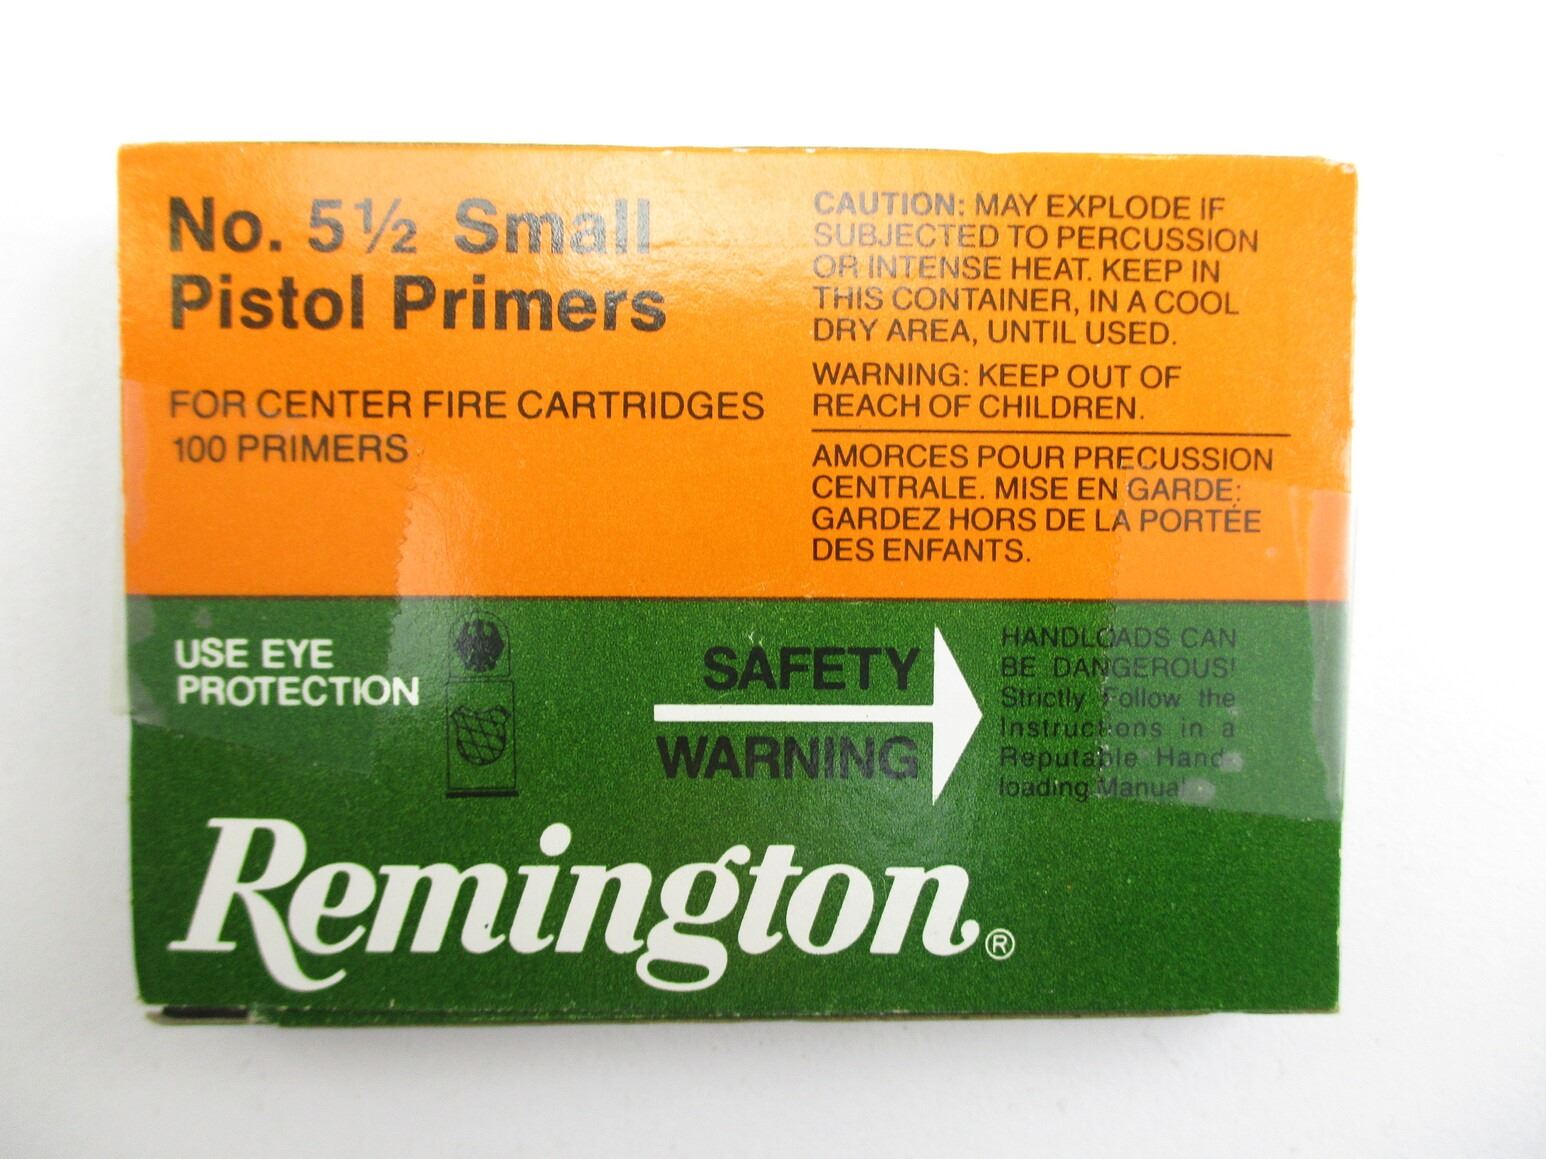 No. 5½ Small
Pistol Primers
FOR CENTER FIRE CARTRIDGES
100 PRIMERS
CAUTION: MAY EXPLODE IF
SUBJECTED TO PERCUSSION
OR INTENSE HEAT. KEEP IN
THIS CONTAINER, IN A COOL
DRY AREA, UNTIL USED.
WARNING: KEEP OUT OF
REACH OF CHILDREN.
AMORCES POUR PRECUSSION
CENTRALE. MISE EN GARDE:
GARDEZ HORS DE LA PORTÉE
DES ENFANTS.
USE EYE
PROTECTION
SAFETY
WARNING
HANDLOADS CAN
BE DANGEROUS!
Strictly Follow the
Instructions in a
Reputable Hand-
loading Manual
Remington®